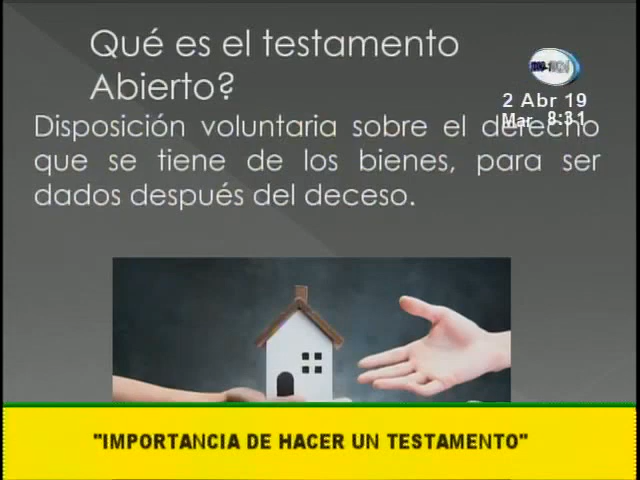 Qué es el testamento
Abierto?
2 Abr 19
Mar 8:31
Disposición voluntaria sobre el derecho
que se tiene de los bienes, para ser
dados después del deceso.
"IMPORTANCIA DE HACER UN TESTAMENTO"